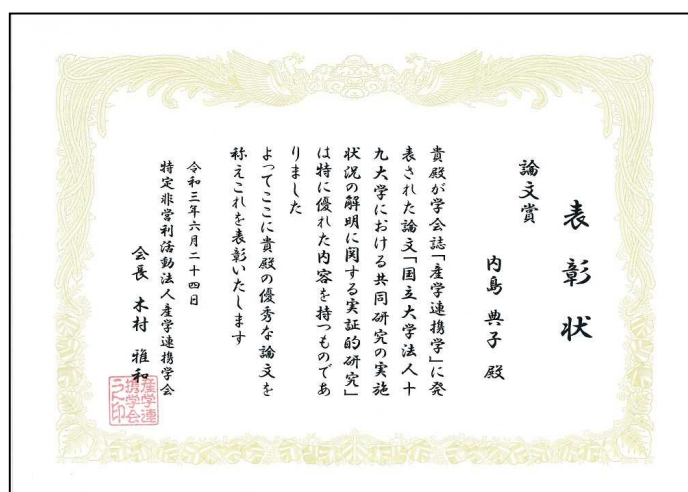 表彰状
論文賞
内島 典子 殿
貴殿が学会誌「産学連携学」に発
表された論文「国立大学法人十
九大学における共同研究の実施
状況の解明に関する実証的研究」
は特に優れた内容を持つものであ
りました
よってここに貴殿の優秀な論文を
称えこれを表彰いたします
令和三年六月二十四日
特定非営利活動法人産学連携学会
会長 木村 雅和
産学連
携学会